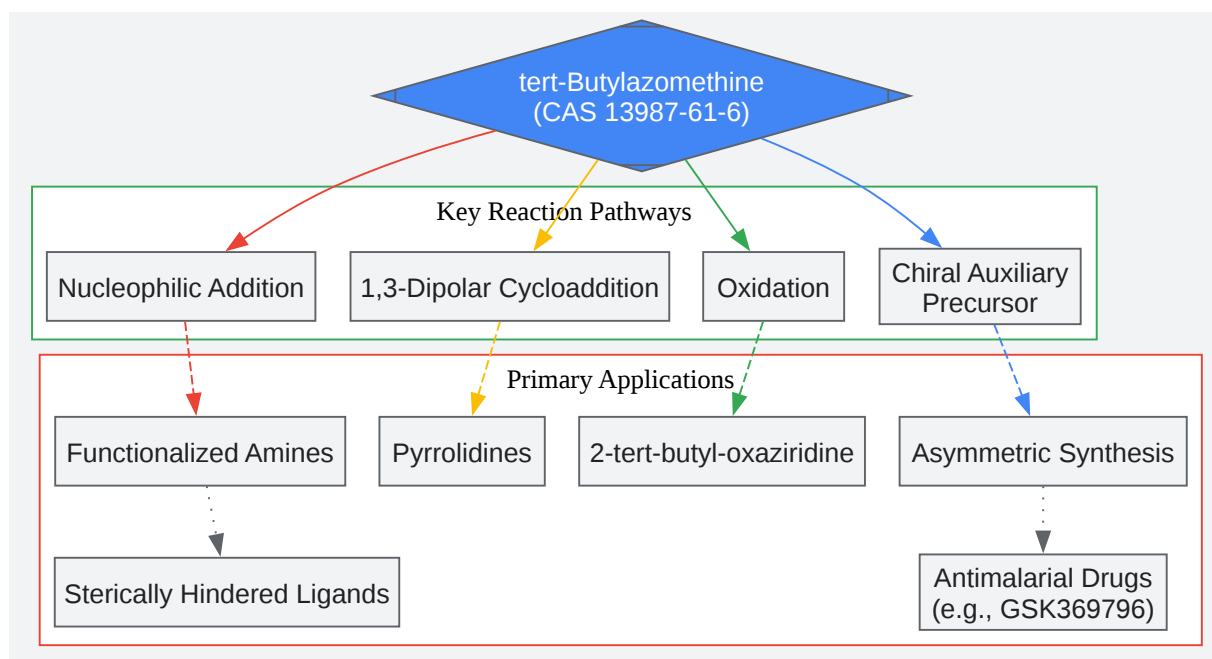 tert-Butylazomethine
(CAS 13987-61-6)
Key Reaction Pathways
Nucleophilic Addition
1,3-Dipolar Cycloaddition
Oxidation
Chiral Auxiliary
Precursor
Primary Applications
Functionalized Amines
Pyrrolidines
2-tert-butyl-oxaziridine
Asymmetric Synthesis
Sterically Hindered Ligands
Antimalarial Drugs
(e.g., GSK369796)